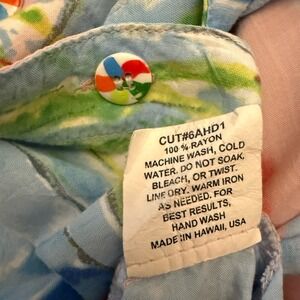 CUT#6AHD1
100 % RAYON
MACHINE WASH, COLD
WATER. DO NOT SOAK,
BLEACH, OR TWIST.
LINE DRY. WARM IRON
AS NEEDED. FOR
BEST RESULTS,
HAND WASH
MADE IN HAWAII, USA